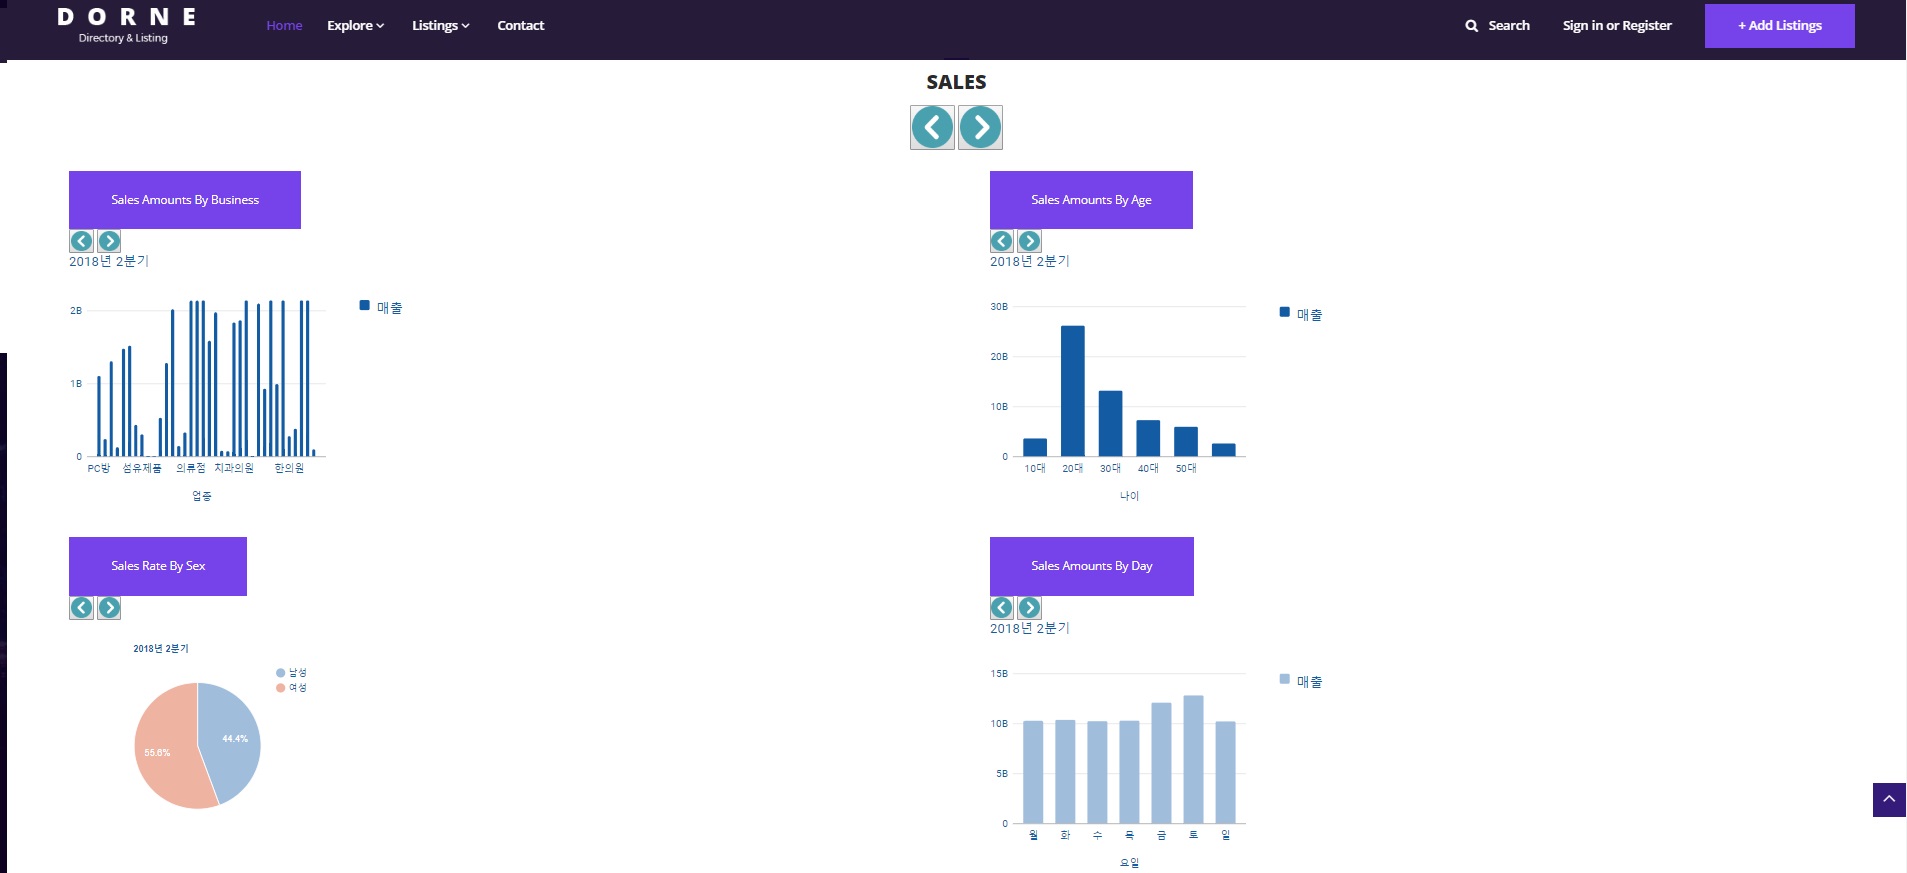 DORNE
Directory & Listing
Home Explore Listings Contact
Search Sign in or Register + Add Listings
SALES
Sales Amounts By Business
2018년 2분기
2B
1B
0
PC방 섬유제품 의류점 치과의원 한의원
업종
매출
Sales Amounts By Age
2018년 2분기
30B
20B
10B
0
10대 20대 30대 40대 50대
나이
매출
Sales Rate By Sex
2018년 2분기
남성
여성
44.4%
55.6%
Sales Amounts By Day
2018년 2분기
15B
10B
5B
0
월 화 수 목 금 토 일
요일
매출